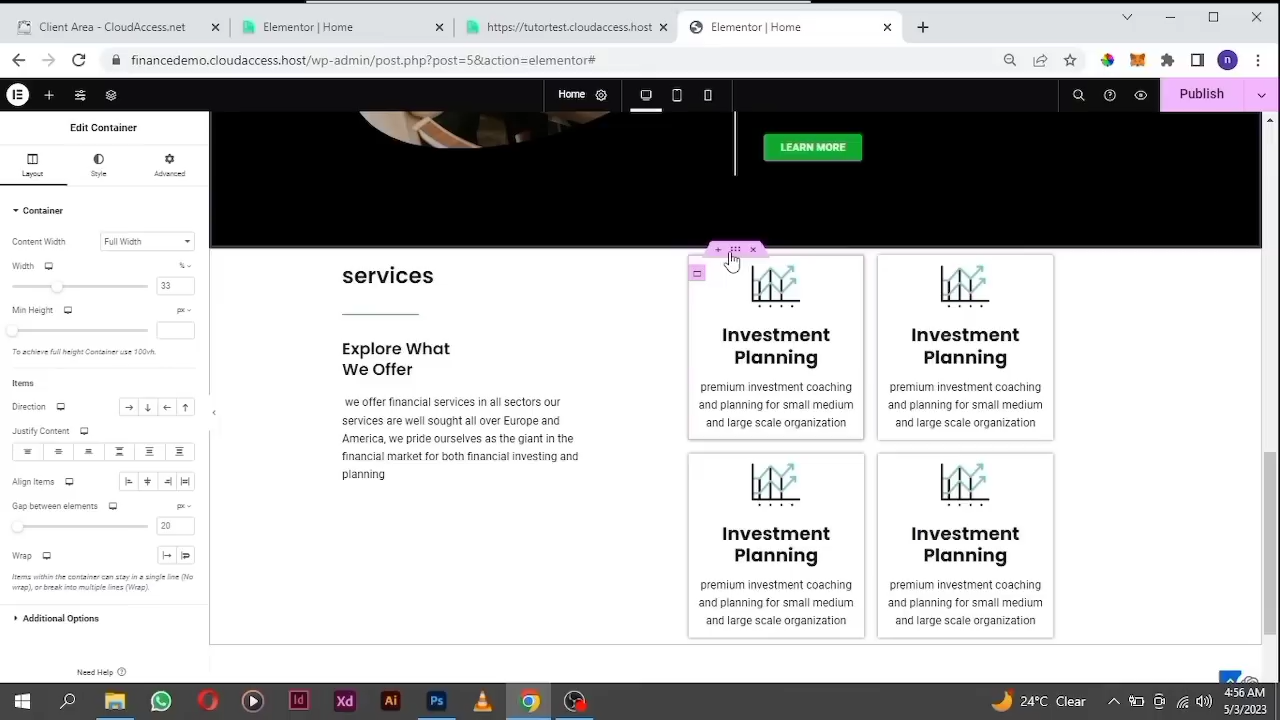 Client Area - CloudAccess.net
Elementor | Home
https://tutortest.cloudaccess.host
Elementor | Home
financedemo.cloudaccess.host/wp-admin/post.php?post=5&action=elementor#
n
Home
Publish
Edit Container
Layout
Style
Advanced
LEARN MORE
Container
Content Width
Full Width
Width
%
33
Min Height
px
To achieve full height Container use 100vh.
Items
Direction
Justify Content
Align Items
Gap between elements
px
20
Wrap
Items within the container can stay in a single line (No
wrap), or break into multiple lines (Wrap).
Additional Options
Need Help
services
Explore What
We Offer
we offer financial services in all sectors our
services are well sought all over Europe and
America, we pride ourselves as the giant in the
financial market for both financial investing and
planning
Investment
Planning
premium investment coaching
and planning for small medium
and large scale organization
Investment
Planning
premium investment coaching
and planning for small medium
and large scale organization
Investment
Planning
premium investment coaching
and planning for small medium
and large scale organization
Investment
Planning
premium investment coaching
and planning for small medium
and large scale organization
Id
Xd
Ai
Ps
24°C Clear
4:56 AM
5/3/2023